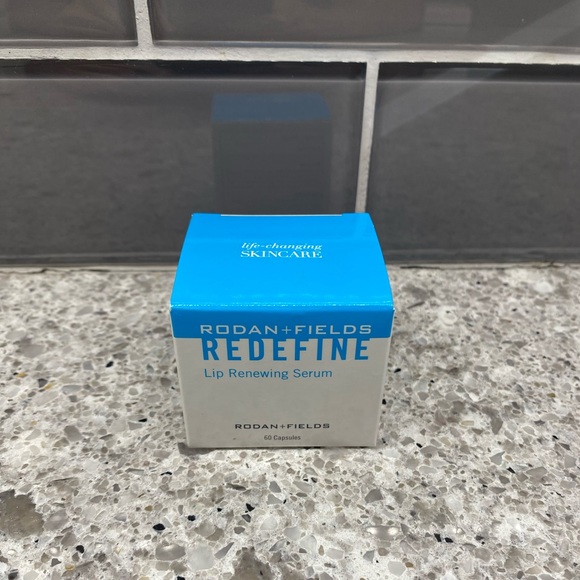 life-changing
SKINCARE
RODAN+FIELDS
REDEFINE
Lip Renewing Serum
RODAN+FIELDS
60 Capsules